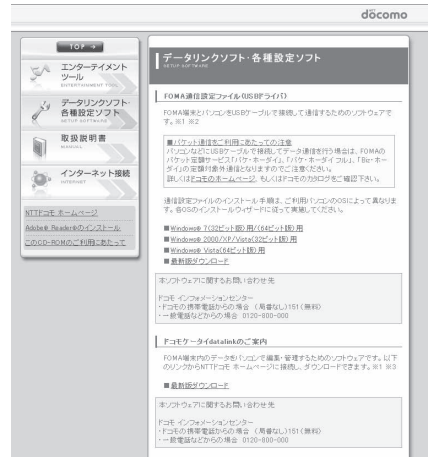 döcomo
TOP →
エンターテイメント
ツール
ENTERTAINMENT TOOL
データリンクソフト・
各種設定ソフト
SETUP SOFTWARE
取扱説明書
MANUAL
インターネット接続
INTERNET
NTTドコモ ホームページ
Adobe® Reader®のインストール
このCD-ROMのご利用にあたって
データリンクソフト・各種設定ソフト
SETUP SOFTWARE
FOMA通信設定ファイル(USBドライバ)
FOMA端末とパソコンをUSBケーブルで接続して通信するためのソフトウェアで
す。※1 ※2
■パケット通信をご利用にあたっての注意
パソコンなどにUSBケーブルで接続してデータ通信を行う場合は、FOMAの
パケット定額サービス「パケ・ホーダイ」、「パケ・ホーダイ フル」、「Biz・ホー
ダイ」の定額対象外通信となりますのでご注意ください。
詳しくはドコモのホームページ、もしくはドコモのカタログをご確認下さい。
通信設定ファイルのインストール手順は、ご利用パソコンのOSによって異なりま
す。各OSのインストールウィザードに従って実施してください。
■Windows® 7(32ビット版)用/(64ビット版)用
■Windows® 2000/XP/Vista(32ビット版)用
■Windows® Vista(64ビット版)用
■最新版ダウンロード
本ソフトウェアに関するお問い合わせ先
ドコモ インフォメーションセンター
・ドコモの携帯電話からの場合 (局番なし)151(無料)
・一般電話などからの場合 0120-800-000
ドコモケータイdatalinkのご案内
FOMA端末内のデータをパソコンで編集・管理するためのソフトウェアです。以下
のリンクからNTTドコモ ホームページに接続し、ダウンロードできます。※1 ※3
■最新版ダウンロード
本ソフトウェアに関するお問い合わせ先
ドコモ インフォメーションセンター
・ドコモの携帯電話からの場合 (局番なし)151(無料)
・一般電話などからの場合 0120-800-000